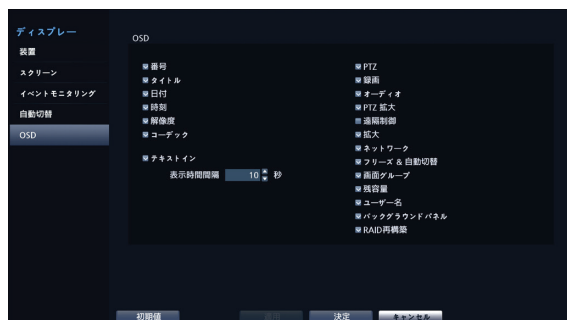 ディスプレー
装置
スクリーン
イベントモニタリング
自動切替
OSD
OSD
番号
タイトル
日付
時刻
解像度
コーデック
テキストイン
表示時間間隔 10 秒
PTZ
録画
オーディオ
PTZ 拡大
遠隔制御
拡大
ネットワーク
フリーズ & 自動切替
画面グループ
残容量
ユーザー名
バックグラウンドパネル
RAID再構築
初期値 適用 決定 キャンセル